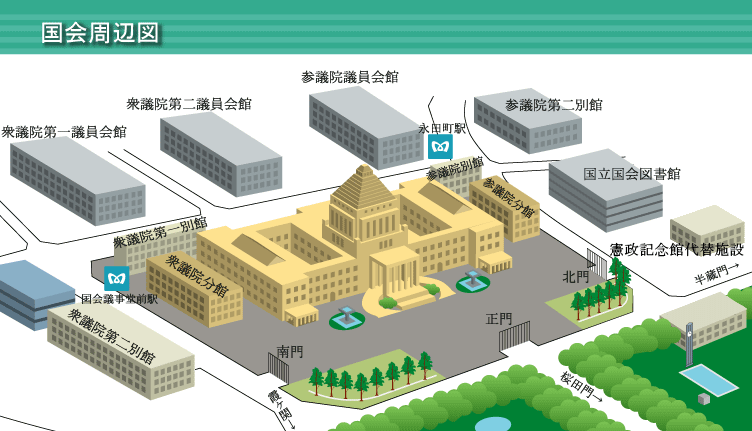 国会周辺図
参議院議員会館
衆議院第二議員会館
参議院第二別館
衆議院第一議員会館
永田町駅
参議院別館
国立国会図書館
参議院分館
衆議院第一別館
憲政記念館代替施設
衆議院分館
北門
半蔵門→
国会議事堂前駅
衆議院第二別館
正門
南門
桜田門→
霞ヶ関→